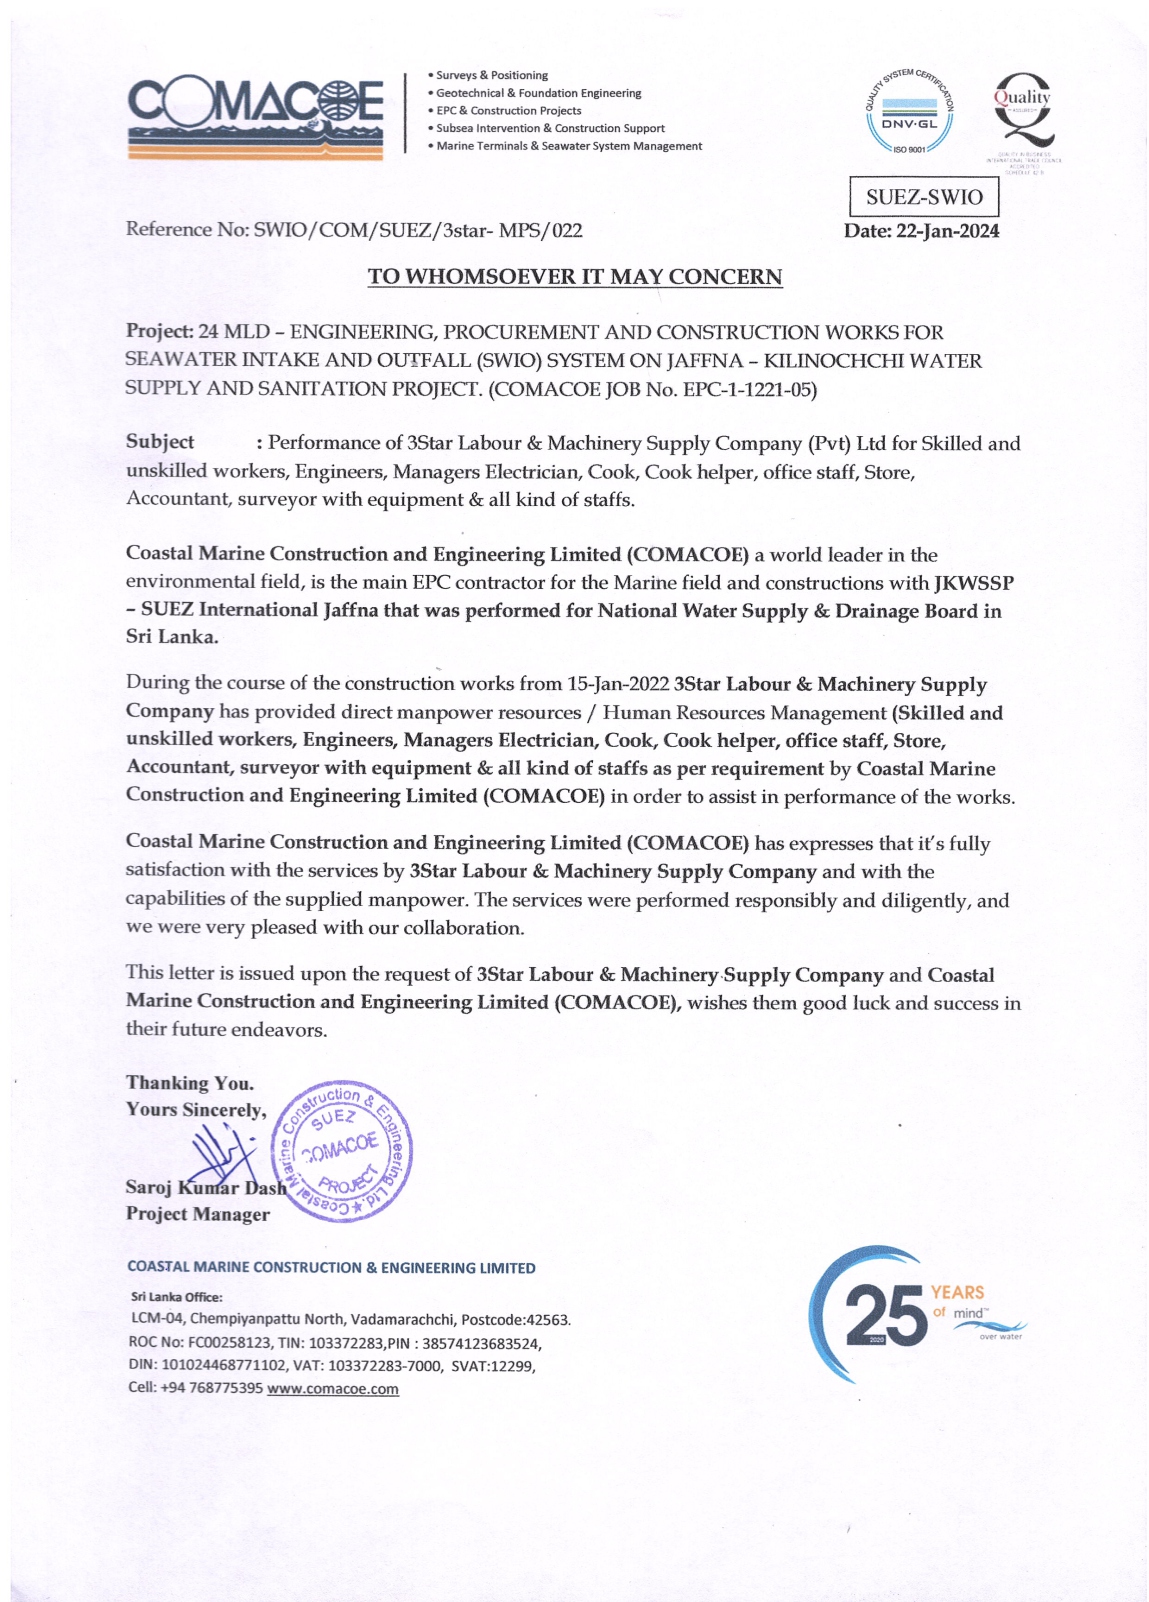 COMACOE
• Surveys & Positioning
• Geotechnical & Foundation Engineering
• EPC & Construction Projects
• Subsea Intervention & Construction Support
• Marine Terminals & Seawater System Management
QUALITY SYSTEM CERTIFICATION
DNV·GL
ISO 9001
Quality
QUALITY IN BUSINESS
INTERNATIONAL TRADE COUNCIL
ACCREDITED
SUEZ-SWIO
Reference No: SWIO/COM/SUEZ/3star- MPS/022
Date: 22-Jan-2024
TO WHOMSOEVER IT MAY CONCERN
Project: 24 MLD – ENGINEERING, PROCUREMENT AND CONSTRUCTION WORKS FOR
SEAWATER INTAKE AND OUTFALL (SWIO) SYSTEM ON JAFFNA – KILINOCHCHI WATER
SUPPLY AND SANITATION PROJECT. (COMACOE JOB No. EPC-1-1221-05)
Subject : Performance of 3Star Labour & Machinery Supply Company (Pvt) Ltd for Skilled and
unskilled workers, Engineers, Managers Electrician, Cook, Cook helper, office staff, Store,
Accountant, surveyor with equipment & all kind of staffs.
Coastal Marine Construction and Engineering Limited (COMACOE) a world leader in the
environmental field, is the main EPC contractor for the Marine field and constructions with JKWSSP
– SUEZ International Jaffna that was performed for National Water Supply & Drainage Board in
Sri Lanka.
During the course of the construction works from 15-Jan-2022 3Star Labour & Machinery Supply
Company has provided direct manpower resources / Human Resources Management (Skilled and
unskilled workers, Engineers, Managers Electrician, Cook, Cook helper, office staff, Store,
Accountant, surveyor with equipment & all kind of staffs as per requirement by Coastal Marine
Construction and Engineering Limited (COMACOE) in order to assist in performance of the works.
Coastal Marine Construction and Engineering Limited (COMACOE) has expresses that it's fully
satisfaction with the services by 3Star Labour & Machinery Supply Company and with the
capabilities of the supplied manpower. The services were performed responsibly and diligently, and
we were very pleased with our collaboration.
This letter is issued upon the request of 3Star Labour & Machinery Supply Company and Coastal
Marine Construction and Engineering Limited (COMACOE), wishes them good luck and success in
their future endeavors.
Thanking You.
Yours Sincerely,
Coastal Marine Construction & Engineering Ltd.
SUEZ
COMACOE
PROJECT
Saroj Kumar Dash
Project Manager
COASTAL MARINE CONSTRUCTION & ENGINEERING LIMITED
Sri Lanka Office:
LCM-04, Chempiyanpattu North, Vadamarachchi, Postcode:42563.
ROC No: FC00258123, TIN: 103372283,PIN : 38574123683524,
DIN: 101024468771102, VAT: 103372283-7000, SVAT:12299,
Cell: +94 768775395 www.comacoe.com
25 YEARS
of mind™
over water
2020